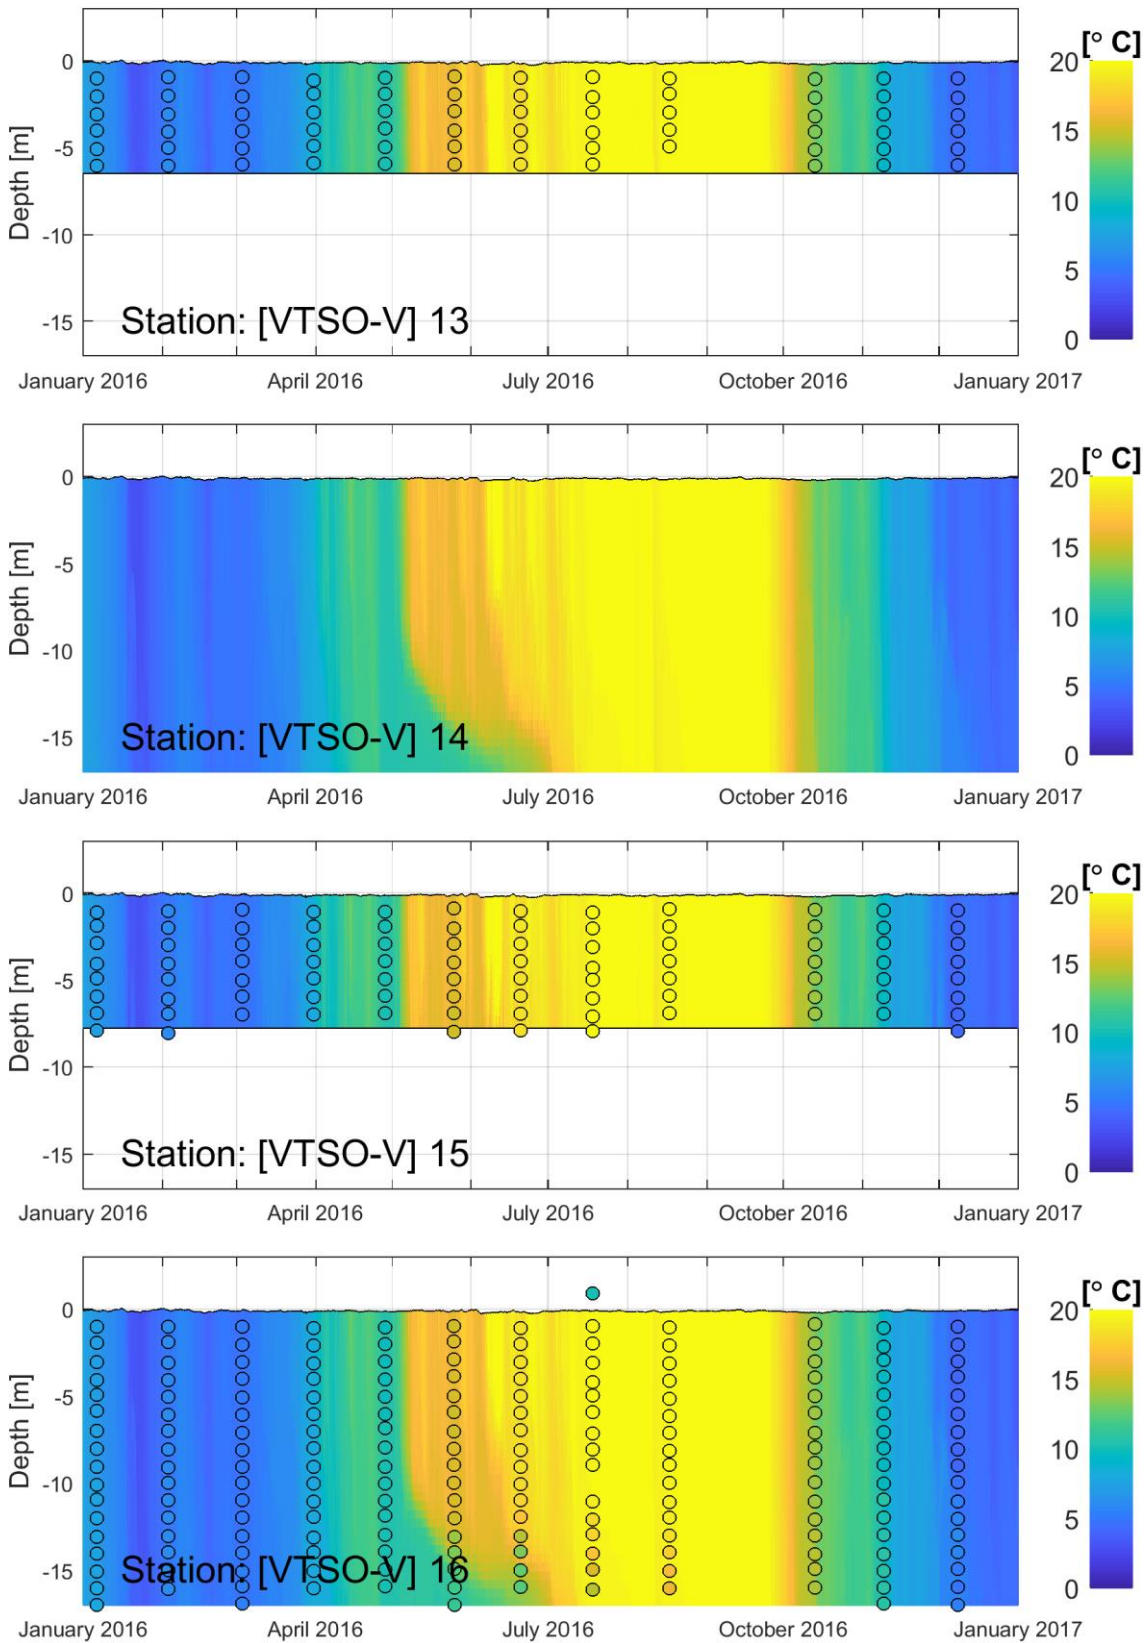 [° C]
0
-5
-10
-15
Depth [m]
Station: [VTSO-V] 13
20
15
10
5
0
January 2016 April 2016 July 2016 October 2016 January 2017
[° C]
0
-5
-10
-15
Depth [m]
Station: [VTSO-V] 14
20
15
10
5
0
January 2016 April 2016 July 2016 October 2016 January 2017
[° C]
0
-5
-10
-15
Depth [m]
Station: [VTSO-V] 15
20
15
10
5
0
January 2016 April 2016 July 2016 October 2016 January 2017
[° C]
0
-5
-10
-15
Depth [m]
Station: [VTSO-V] 16
20
15
10
5
0
January 2016 April 2016 July 2016 October 2016 January 2017